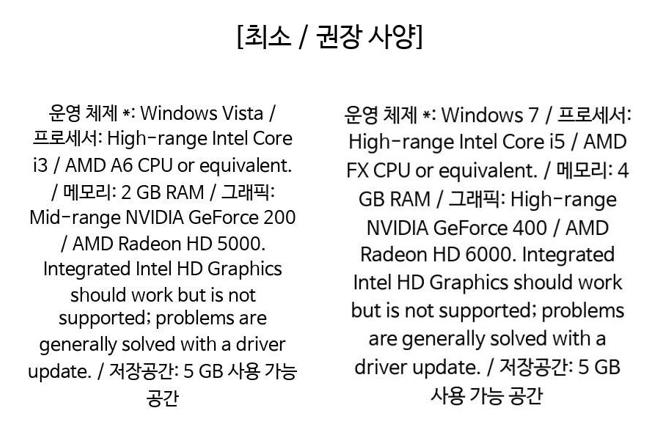 [최소 / 권장 사양]
운영 체제 *: Windows Vista /
프로세서: High-range Intel Core
i3 / AMD A6 CPU or equivalent.
/ 메모리: 2 GB RAM / 그래픽:
Mid-range NVIDIA GeForce 200
/ AMD Radeon HD 5000.
Integrated Intel HD Graphics
should work but is not
supported; problems are
generally solved with a driver
update. / 저장공간: 5 GB 사용 가능
공간
운영 체제 *: Windows 7 / 프로세서:
High-range Intel Core i5 / AMD
FX CPU or equivalent. / 메모리: 4
GB RAM / 그래픽: High-range
NVIDIA GeForce 400 / AMD
Radeon HD 6000. Integrated
Intel HD Graphics should work
but is not supported; problems
are generally solved with a
driver update. / 저장공간: 5 GB
사용 가능 공간